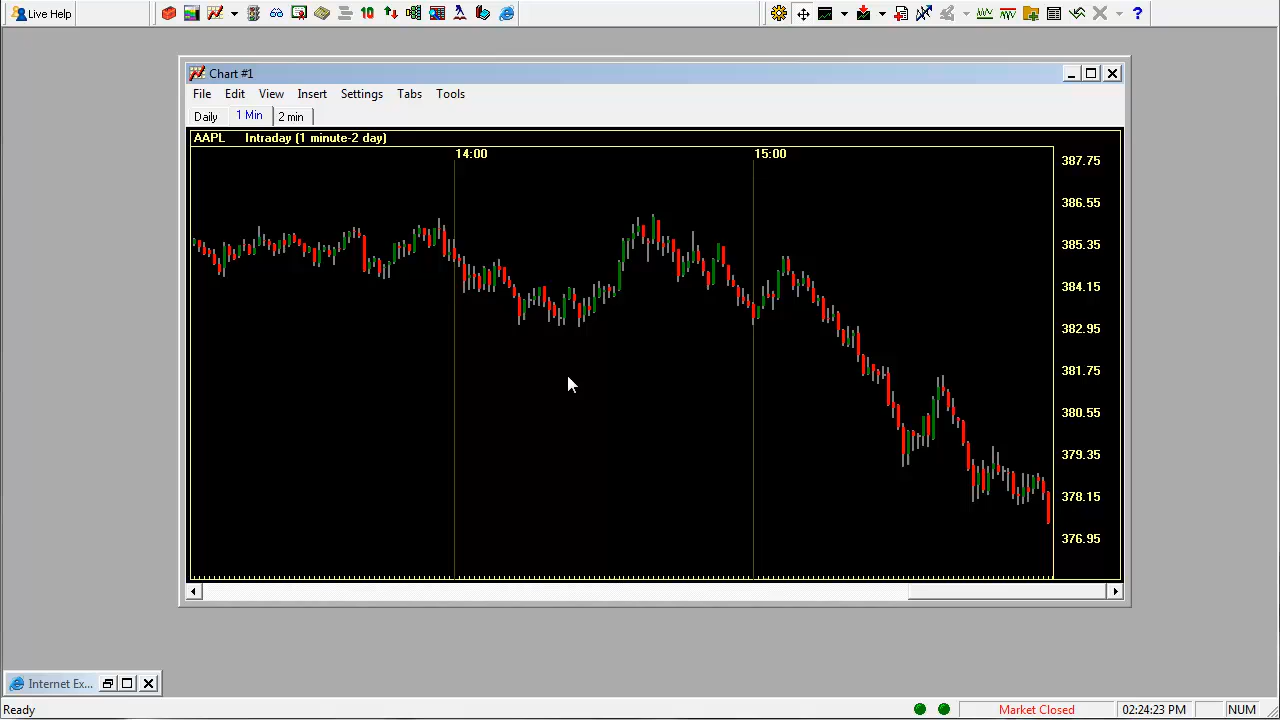 Live Help
10
?
Chart #1
File Edit View Insert Settings Tabs Tools
Daily 1 Min 2 min
AAPL Intraday (1 minute-2 day)
14:00 15:00
387.75
386.55
385.35
384.15
382.95
381.75
380.55
379.35
378.15
376.95
Internet Ex...
Ready Market Closed 02:24:23 PM NUM